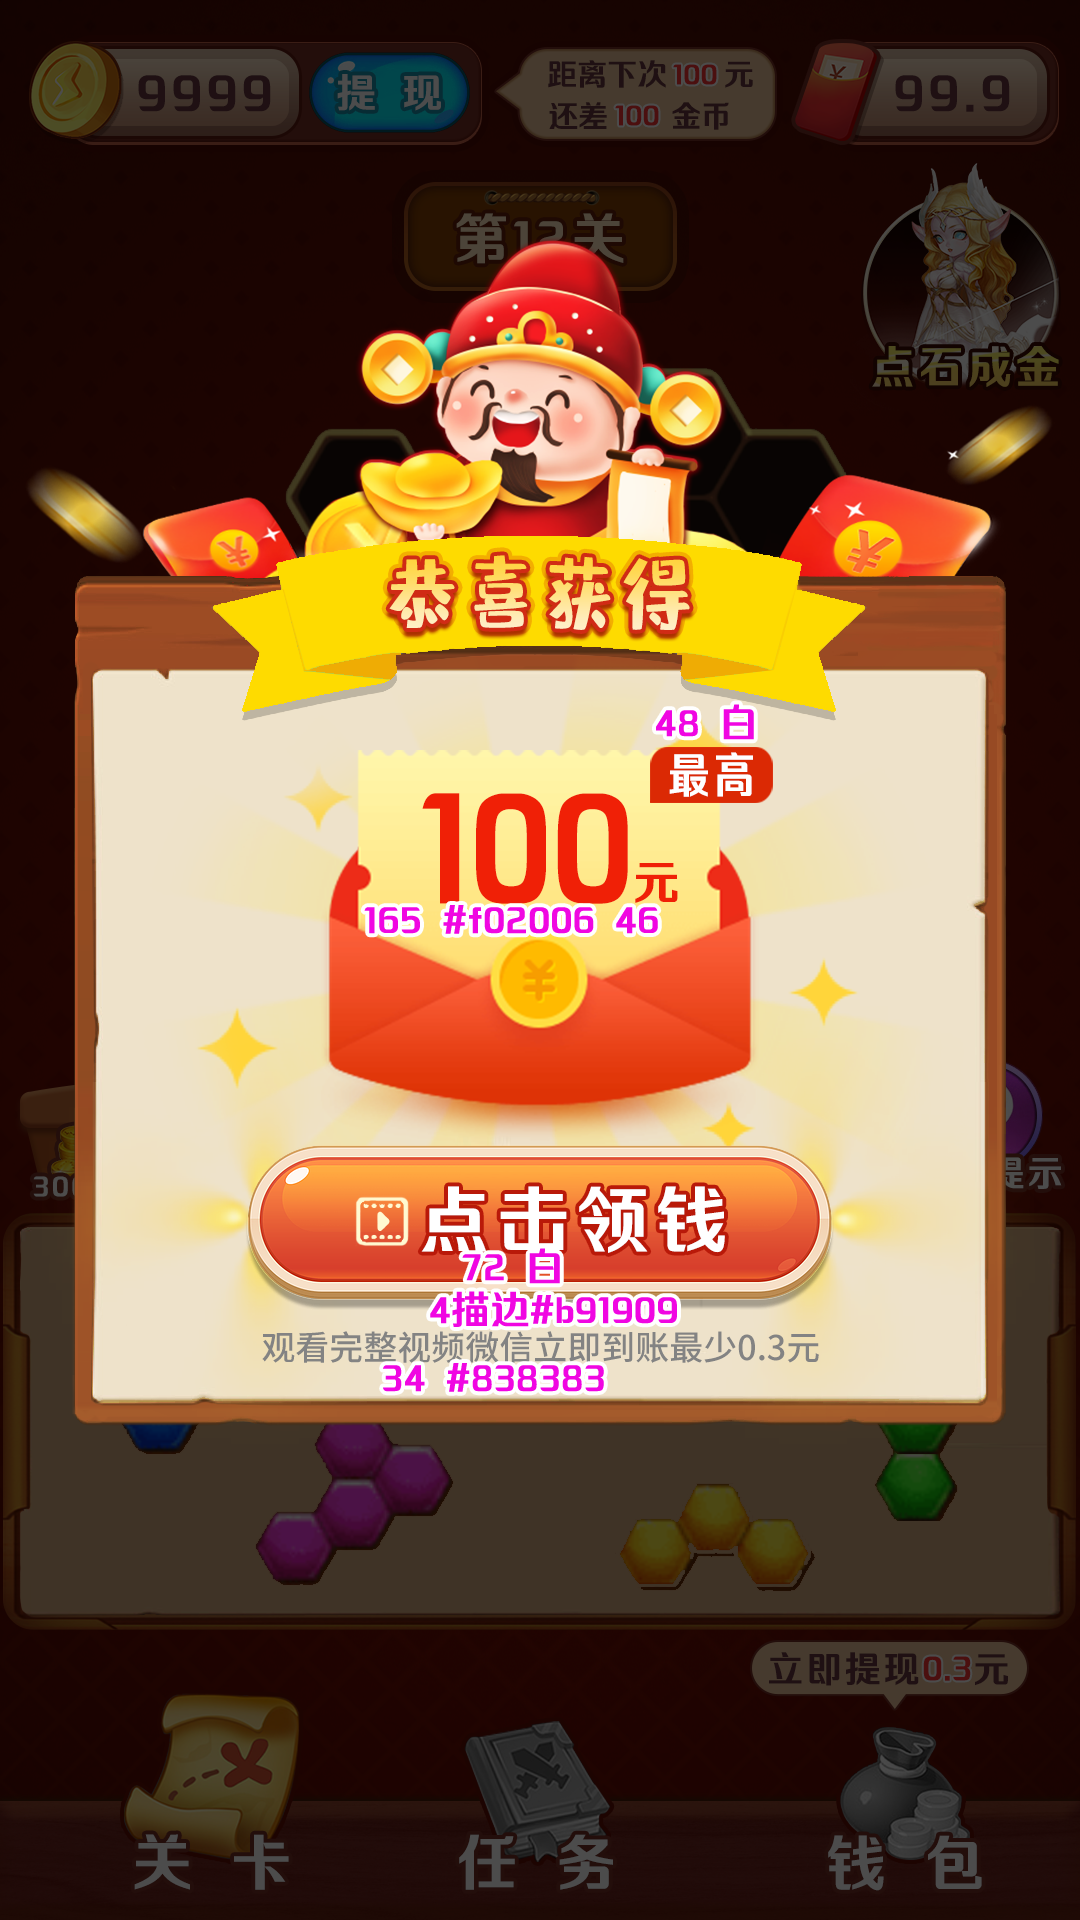 9999
提 现
距离下次100元
还差100 金币
99.9
第12关
点石成金
恭喜获得
48 白
最高
100元
165 #f02006 46
点击领钱
72 白
4描边#b91909
观看完整视频微信立即到账最少0.3元
34 #838383
300
提示
立即提现0.3元
关 卡
任 务
钱 包